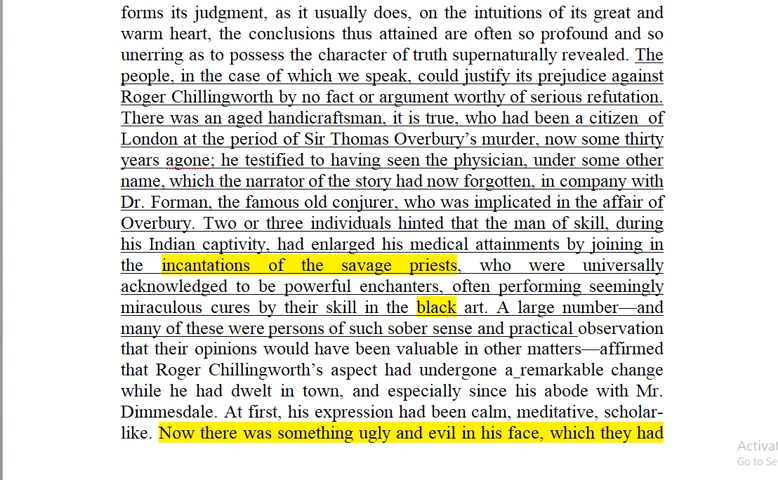 forms its judgment, as it usually does, on the intuitions of its great and
warm heart, the conclusions thus attained are often so profound and so
unerring as to possess the character of truth supernaturally revealed. The
people, in the case of which we speak, could justify its prejudice against
Roger Chillingworth by no fact or argument worthy of serious refutation.
There was an aged handicraftsman, it is true, who had been a citizen of
London at the period of Sir Thomas Overbury's murder, now some thirty
years agone; he testified to having seen the physician, under some other
name, which the narrator of the story had now forgotten, in company with
Dr. Forman, the famous old conjurer, who was implicated in the affair of
Overbury. Two or three individuals hinted that the man of skill, during
his Indian captivity, had enlarged his medical attainments by joining in
the incantations of the savage priests, who were universally
acknowledged to be powerful enchanters, often performing seemingly
miraculous cures by their skill in the black art. A large number—and
many of these were persons of such sober sense and practical observation
that their opinions would have been valuable in other matters—affirmed
that Roger Chillingworth's aspect had undergone a remarkable change
while he had dwelt in town, and especially since his abode with Mr.
Dimmesdale. At first, his expression had been calm, meditative, scholar-
like. Now there was something ugly and evil in his face, which they had
Activat
Go to Se